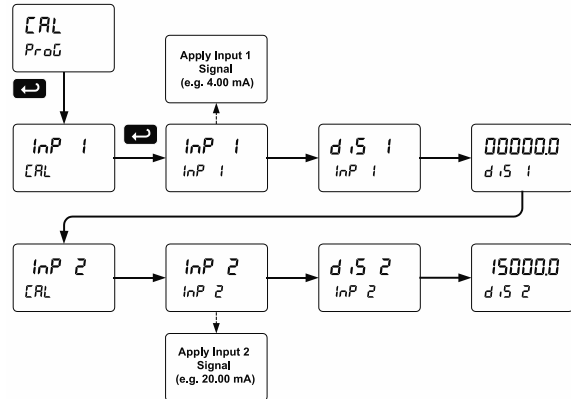 CAL
ProG
Apply Input 1
Signal
(e.g. 4.00 mA)
InP 1
CAL
InP 1
InP 1
diS 1
InP 1
00000.0
diS 1
InP 2
CAL
InP 2
InP 2
diS 2
InP 2
15000.0
diS 2
Apply Input 2
Signal
(e.g. 20.00 mA)